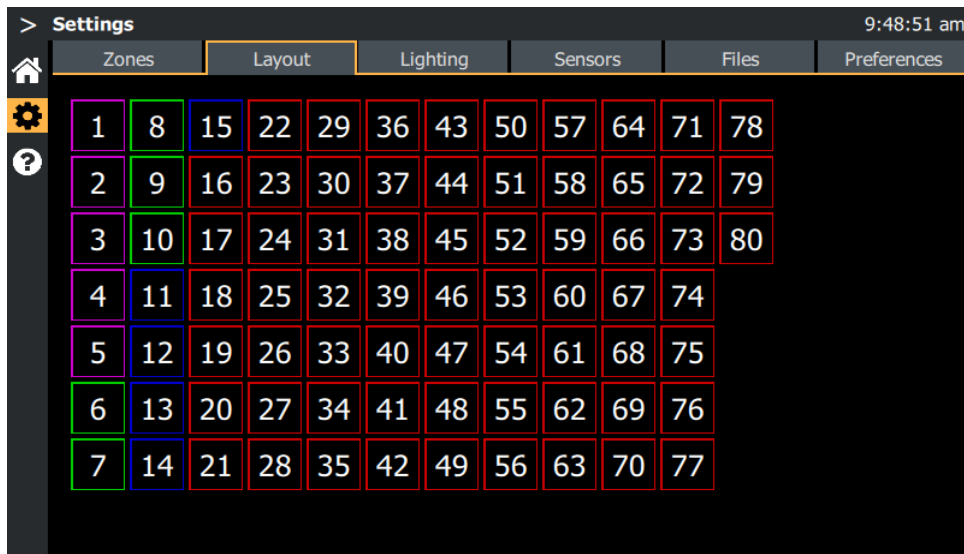 > Settings 9:48:51 am
Zones Layout Lighting Sensors Files Preferences
1 8 15 22 29 36 43 50 57 64 71 78
2 9 16 23 30 37 44 51 58 65 72 79
3 10 17 24 31 38 45 52 59 66 73 80
4 11 18 25 32 39 46 53 60 67 74
5 12 19 26 33 40 47 54 61 68 75
6 13 20 27 34 41 48 55 62 69 76
7 14 21 28 35 42 49 56 63 70 77
?